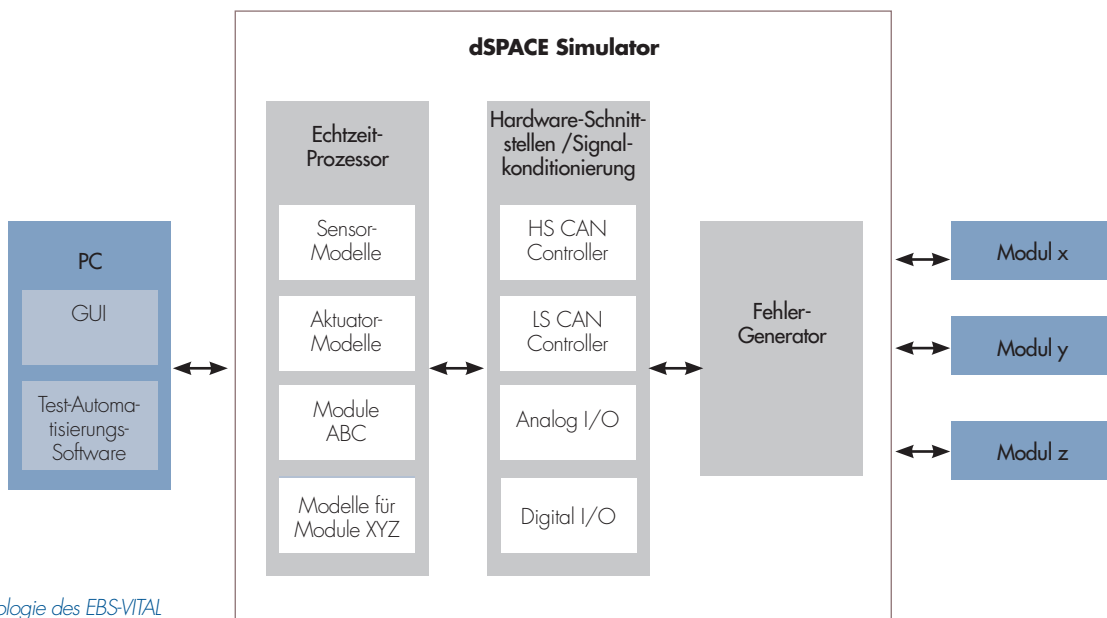 dSPACE Simulator
PC
GUI
Test-Automa-
tisierungs-
Software
Echtzeit-
Prozessor
Sensor-
Modelle
Aktuator-
Modelle
Module
ABC
Modelle für
Module XYZ
Hardware-Schnitt-
stellen /Signal-
konditionierung
HS CAN
Controller
LS CAN
Controller
Analog I/O
Digital I/O
Fehler-
Generator
Modul x
Modul y
Modul z
des EBS-VITAL